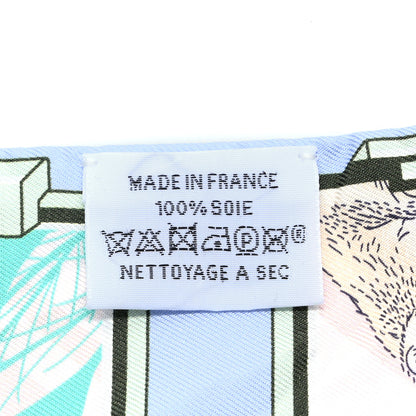 MADE IN FRANCE
100% SOIE
P ®
NETTOYAGE A SEC